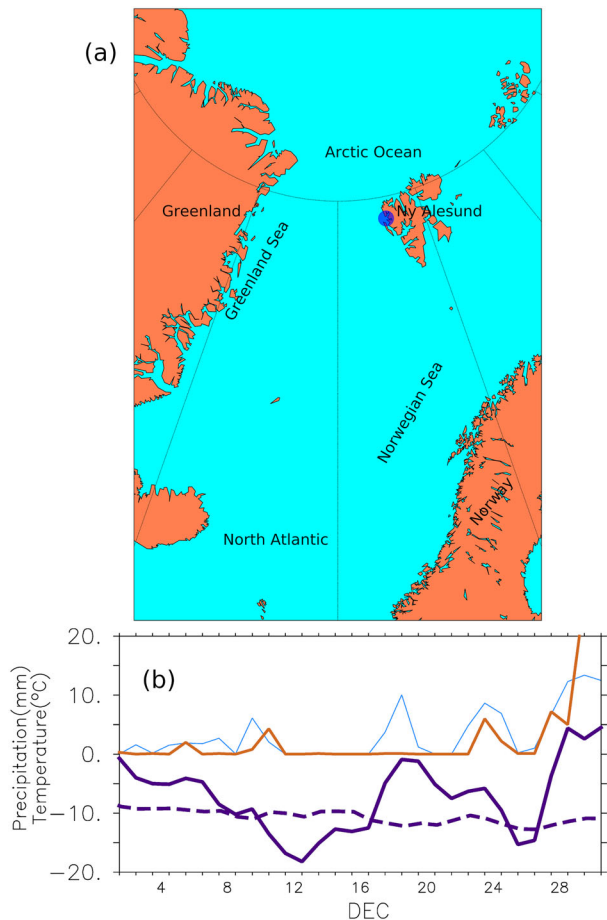 (a)
Arctic Ocean
Greenland
Ny Alesund
Greenland Sea
Norwegian Sea
Norway
North Atlantic
(b)
Precipitation(mm)
Temperature(°C)
20.
10.
0.
-10.
-20.
4 8 12 16 20 24 28
DEC